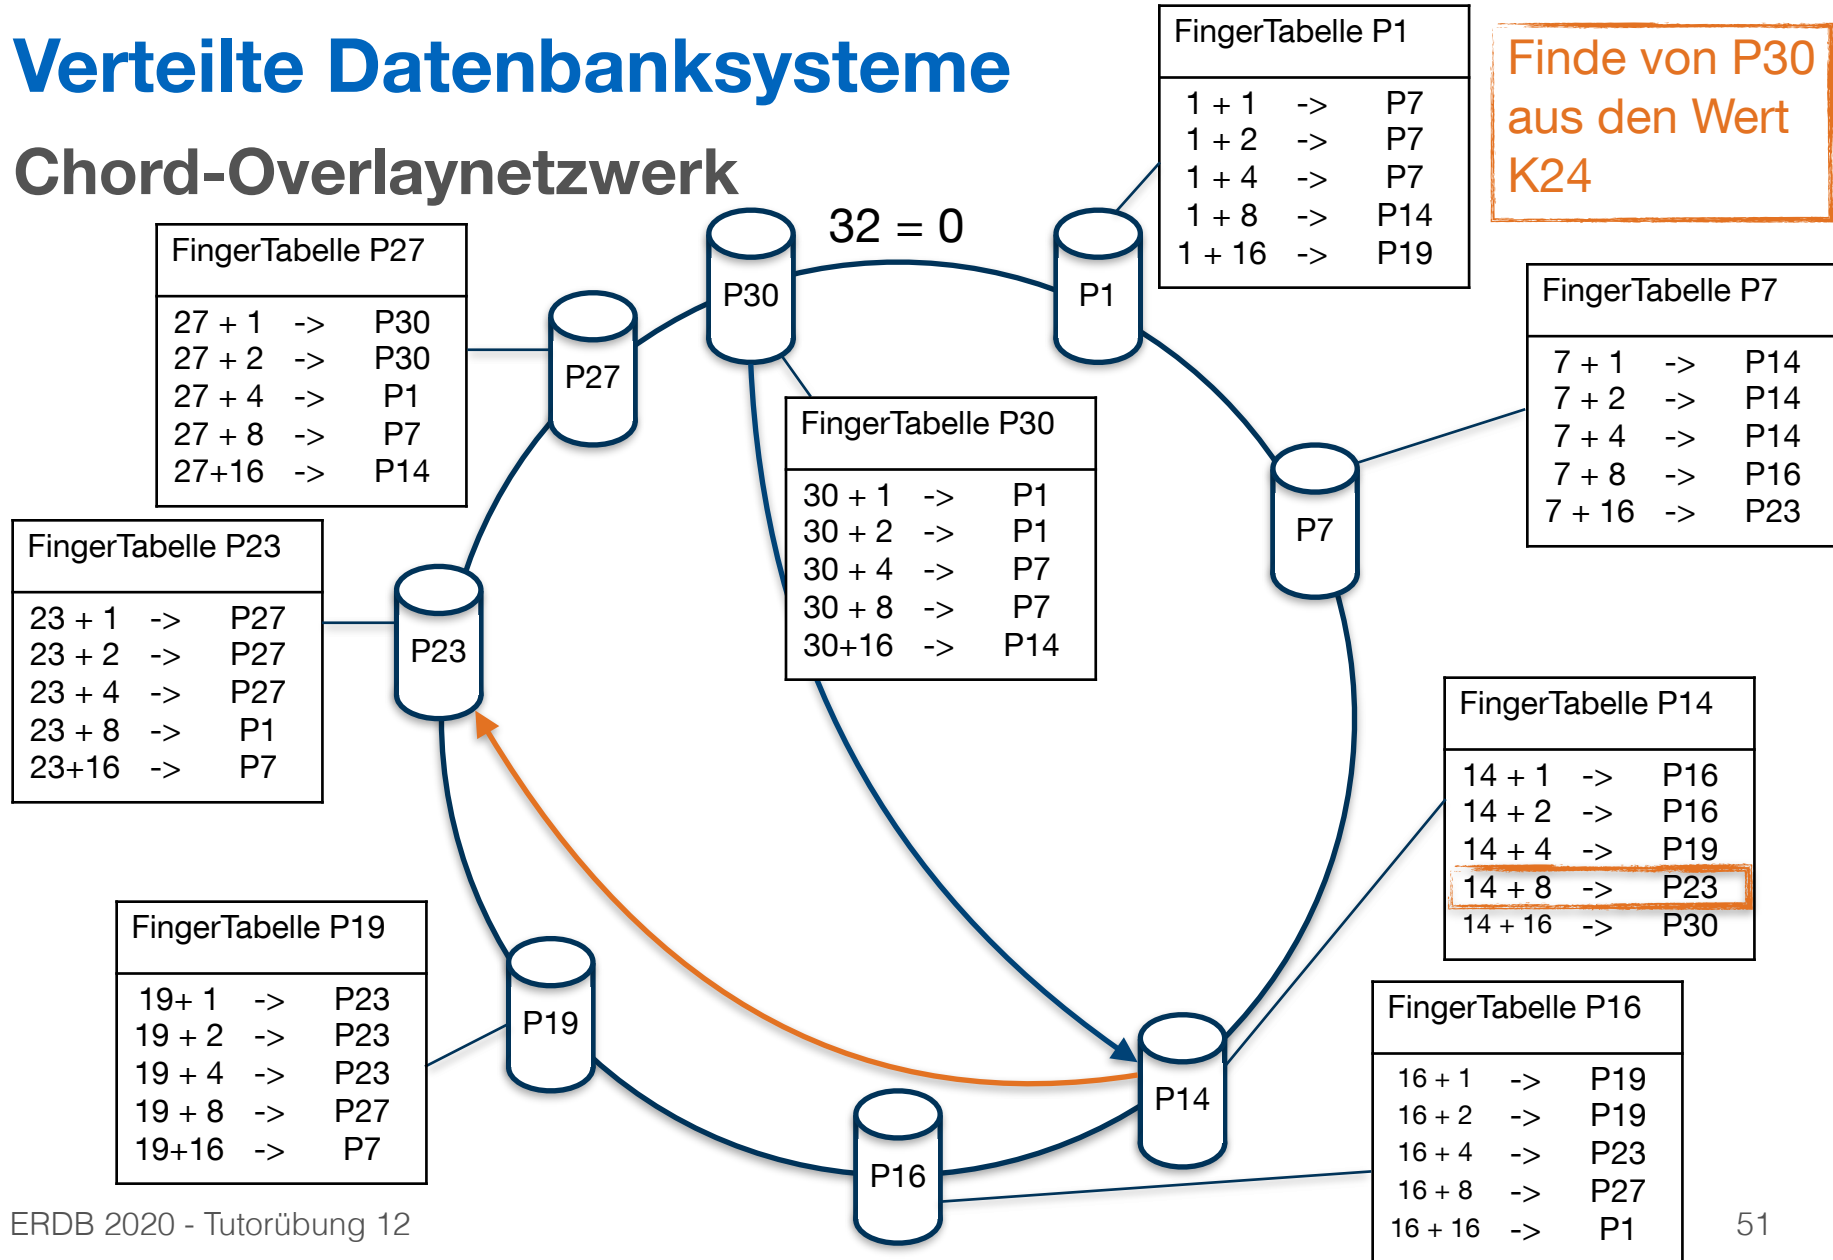 Verteilte Datenbanksysteme
Chord-Overlaynetzwerk
Finde von P30
aus den Wert
K24
32 = 0
FingerTabelle P1
1 + 1 -> P7
1 + 2 -> P7
1 + 4 -> P7
1 + 8 -> P14
1 + 16 -> P19
FingerTabelle P27
27 + 1 -> P30
27 + 2 -> P30
27 + 4 -> P1
27 + 8 -> P7
27+16 -> P14
P30
P1
FingerTabelle P7
7 + 1 -> P14
7 + 2 -> P14
7 + 4 -> P14
7 + 8 -> P16
7 + 16 -> P23
P27
FingerTabelle P30
30 + 1 -> P1
30 + 2 -> P1
30 + 4 -> P7
30 + 8 -> P7
30+16 -> P14
P7
FingerTabelle P23
23 + 1 -> P27
23 + 2 -> P27
23 + 4 -> P27
23 + 8 -> P1
23+16 -> P7
P23
FingerTabelle P14
14 + 1 -> P16
14 + 2 -> P16
14 + 4 -> P19
14 + 8 -> P23
14 + 16 -> P30
FingerTabelle P19
19+ 1 -> P23
19 + 2 -> P23
19 + 4 -> P23
19 + 8 -> P27
19+16 -> P7
P19
P14
P16
FingerTabelle P16
16 + 1 -> P19
16 + 2 -> P19
16 + 4 -> P23
16 + 8 -> P27
16 + 16 -> P1
ERDB 2020 - Tutorübung 12
51